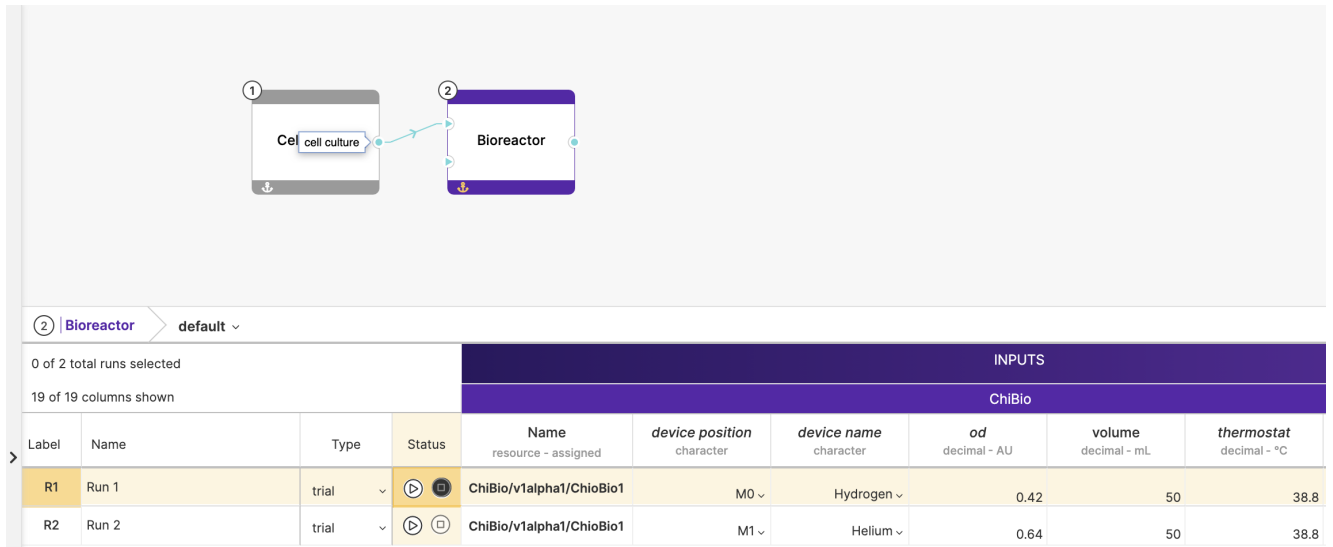 1
2
Cel
cell culture
Bioreactor
2 Bioreactor default
0 of 2 total runs selected
INPUTS
19 of 19 columns shown
ChiBio
Label Name Type Status Name device position device name od volume thermostat
resource - assigned character character decimal - AU decimal - mL decimal - °C
R1 Run 1 trial ChiBio/v1alpha1/ChioBio1 M0 Hydrogen 0.42 50 38.8
R2 Run 2 trial ChiBio/v1alpha1/ChioBio1 M1 Helium 0.64 50 38.8